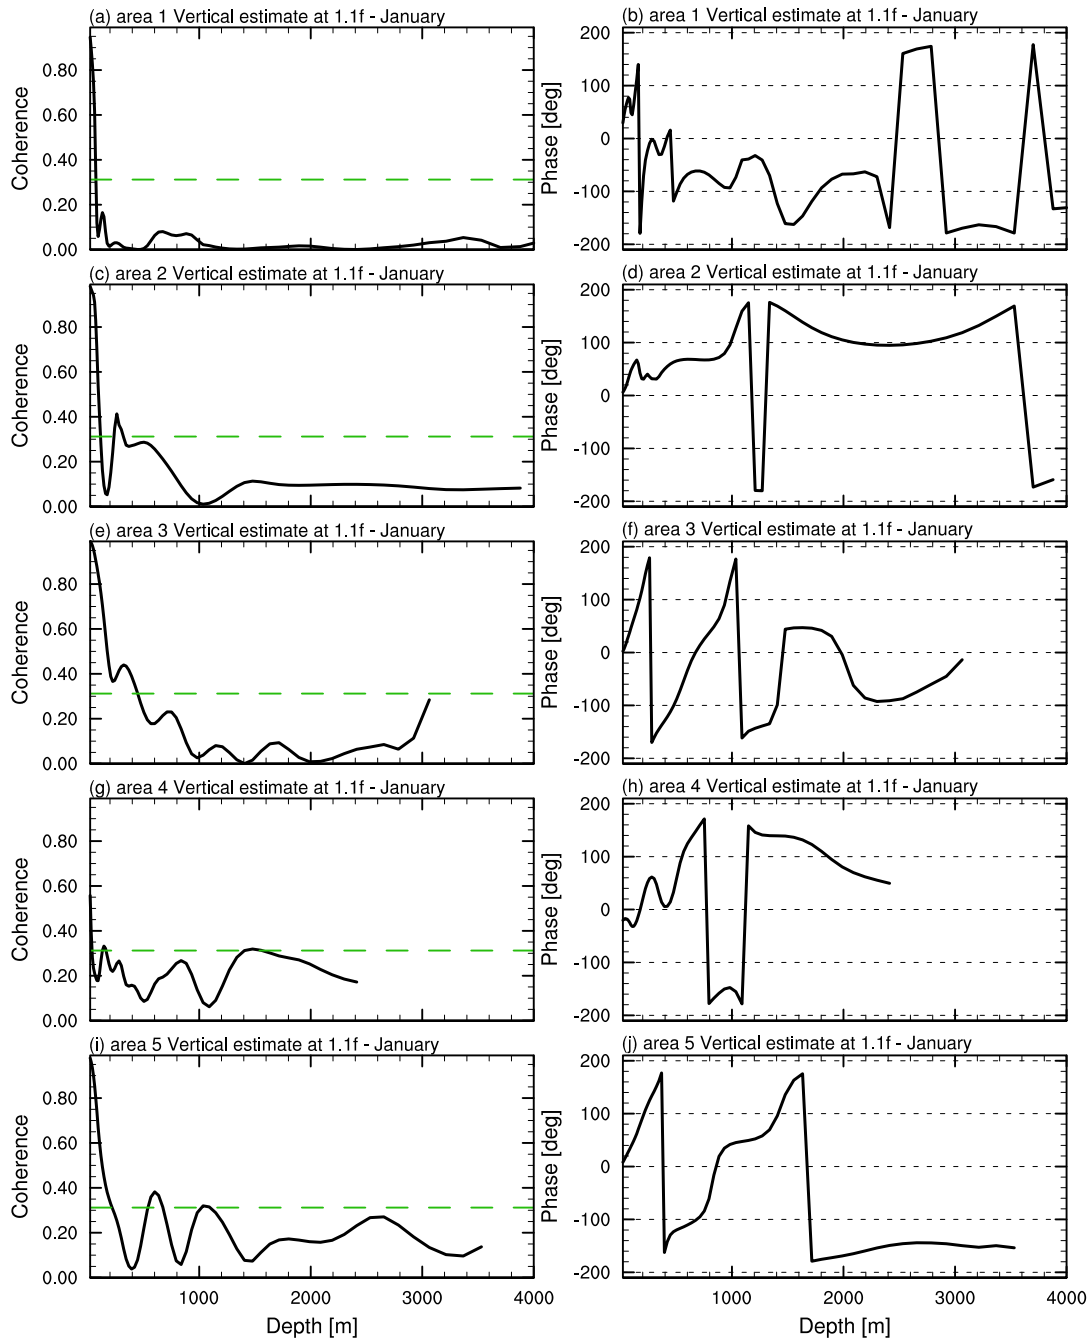 (a) area 1 Vertical estimate at 1.1f - January
0.80
0.60
0.40
0.20
0.00
Coherence
(b) area 1 Vertical estimate at 1.1f - January
200
100
0
-100
-200
Phase [deg]
(c) area 2 Vertical estimate at 1.1f - January
0.80
0.60
0.40
0.20
0.00
Coherence
(d) area 2 Vertical estimate at 1.1f - January
200
100
0
-100
-200
Phase [deg]
(e) area 3 Vertical estimate at 1.1f - January
0.80
0.60
0.40
0.20
0.00
Coherence
(f) area 3 Vertical estimate at 1.1f - January
200
100
0
-100
-200
Phase [deg]
(g) area 4 Vertical estimate at 1.1f - January
0.80
0.60
0.40
0.20
0.00
Coherence
(h) area 4 Vertical estimate at 1.1f - January
200
100
0
-100
-200
Phase [deg]
(i) area 5 Vertical estimate at 1.1f - January
0.80
0.60
0.40
0.20
0.00
Coherence
1000 2000 3000 4000
Depth [m]
(j) area 5 Vertical estimate at 1.1f - January
200
100
0
-100
-200
Phase [deg]
1000 2000 3000 4000
Depth [m]